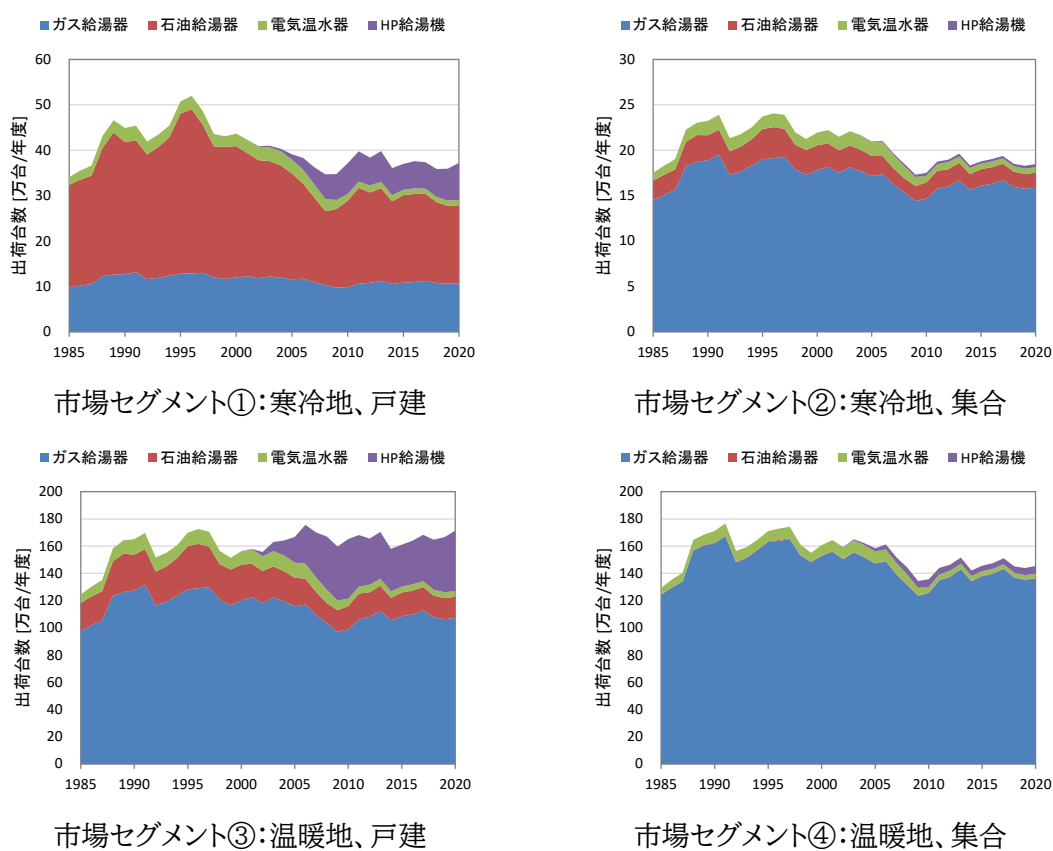 ■ガス給湯器 ■石油給湯器 ■電気温水器 ■HP給湯機
出荷台数 [万台/年度]
60
50
40
30
20
10
0
1985 1990 1995 2000 2005 2010 2015 2020
市場セグメント①:寒冷地、戸建
■ガス給湯器 ■石油給湯器 ■電気温水器 ■HP給湯機
出荷台数 [万台/年度]
30
25
20
15
10
5
0
1985 1990 1995 2000 2005 2010 2015 2020
市場セグメント②:寒冷地、集合
■ガス給湯器 ■石油給湯器 ■電気温水器 ■HP給湯機
出荷台数 [万台/年度]
200
180
160
140
120
100
80
60
40
20
0
1985 1990 1995 2000 2005 2010 2015 2020
市場セグメント③:温暖地、戸建
■ガス給湯器 ■石油給湯器 ■電気温水器 ■HP給湯機
出荷台数 [万台/年度]
200
180
160
140
120
100
80
60
40
20
0
1985 1990 1995 2000 2005 2010 2015 2020
市場セグメント④:温暖地、集合